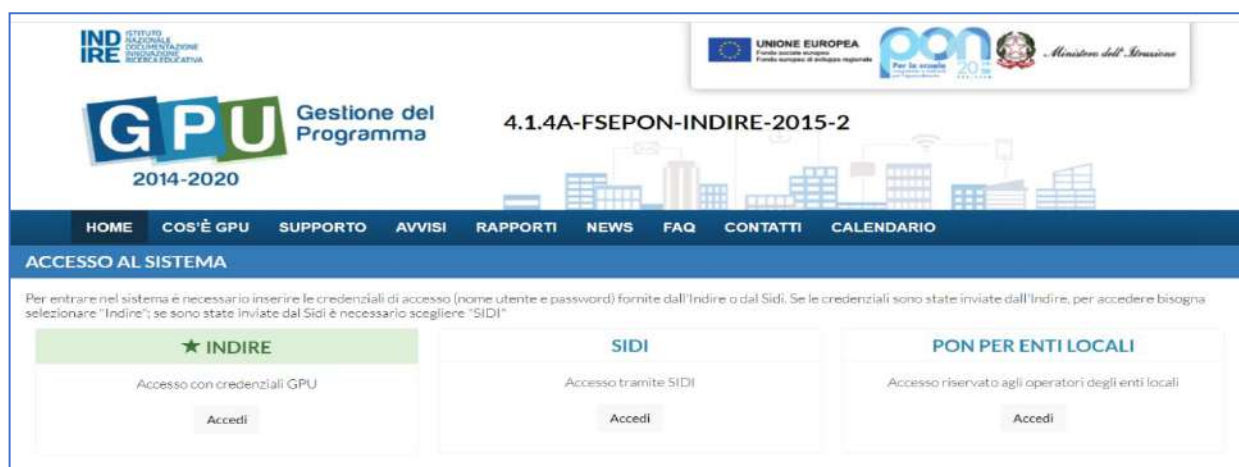 IND
IRE
ISTITUTO
NAZIONALE
DOCUMENTAZIONE
INNOVAZIONE
RICERCA EDUCATIVA
UNIONE EUROPEA
Fondo sociale europeo
Fondo europeo di sviluppo regionale
pon
Per la scuola
20
Ministero dell'Istruzione
GPU
Gestione del
Programma
2014-2020
4.1.4A-FSEPON-INDIRE-2015-2
HOME COS'È GPU SUPPORTO AVVISI RAPPORTI NEWS FAQ CONTATTI CALENDARIO
ACCESSO AL SISTEMA
Per entrare nel sistema è necessario inserire le credenziali di accesso (nome utente e password) fornite dall'Indire o dal Sidi. Se le credenziali sono state inviate dall'Indire, per accedere bisogna
selezionare "Indire"; se sono state inviate dal Sidi è necessario scegliere "SIDI"
★ INDIRE
Accesso con credenziali GPU
Accedi
SIDI
Accesso tramite SIDI
Accedi
PON PER ENTI LOCALI
Accesso riservato agli operatori degli enti locali
Accedi